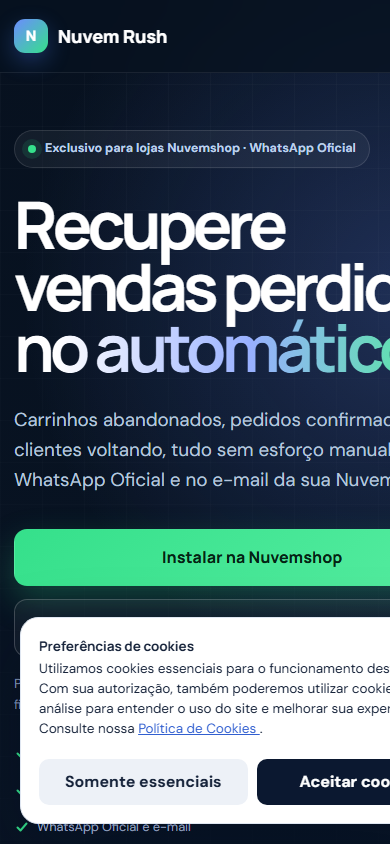 N Nuvem Rush
Exclusivo para lojas Nuvemshop · WhatsApp Oficial
Recupere
vendas perdid
no automático
Carrinhos abandonados, pedidos confirmad
clientes voltando, tudo sem esforço manual
WhatsApp Oficial e no e-mail da sua Nuvem
Instalar na Nuvemshop
Preferências de cookies
Utilizamos cookies essenciais para o funcionamento des
Com sua autorização, também poderemos utilizar cookie
análise para entender o uso do site e melhorar sua exper
Consulte nossa Política de Cookies .
Somente essenciais
Aceitar coo
WhatsApp Oficial e e-mail